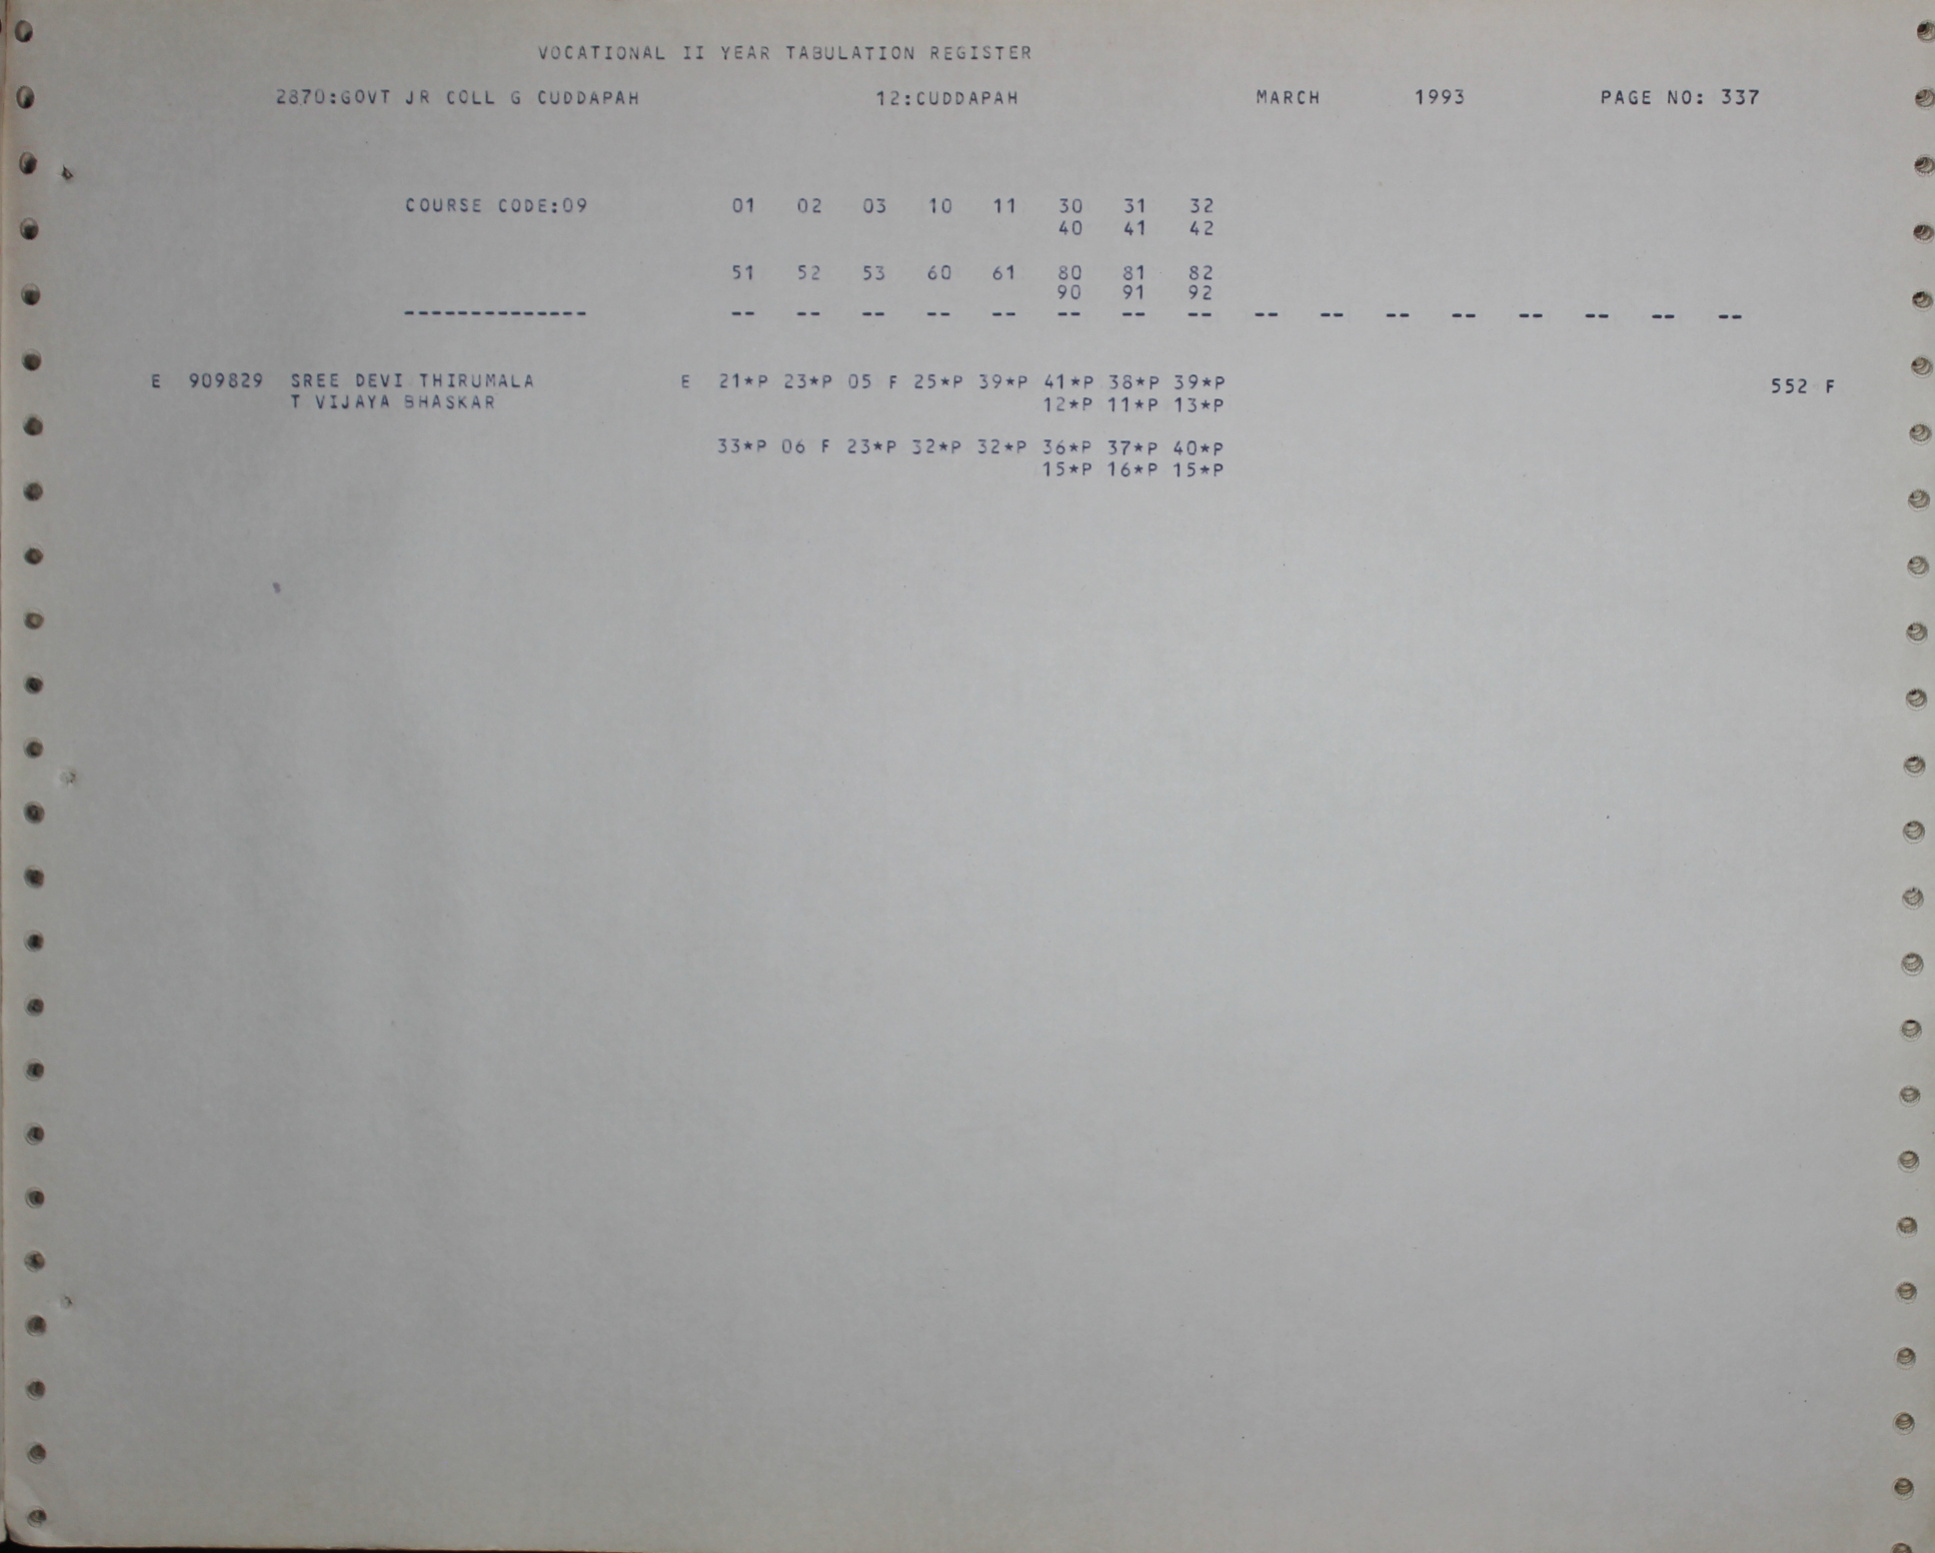 VOCATIONAL II YEAR TABULATION REGISTER
2870:GOVT JR COLL G CUDDAPAH 12:CUDDAPAH MARCH 1993 PAGE NO: 337
COURSE CODE:09 01 02 03 10 11 30 31 32
40 41 42
51 52 53 60 61 80 81 82
90 91 92
-------------- -- -- -- -- -- -- -- -- -- -- -- -- -- -- -- --
E 909829 SREE DEVI THIRUMALA E 21*P 23*P 05 F 25*P 39*P 41*P 38*P 39*P 552 F
T VIJAYA BHASKAR 12*P 11*P 13*P
33*P 06 F 23*P 32*P 32*P 36*P 37*P 40*P
15*P 16*P 15*P